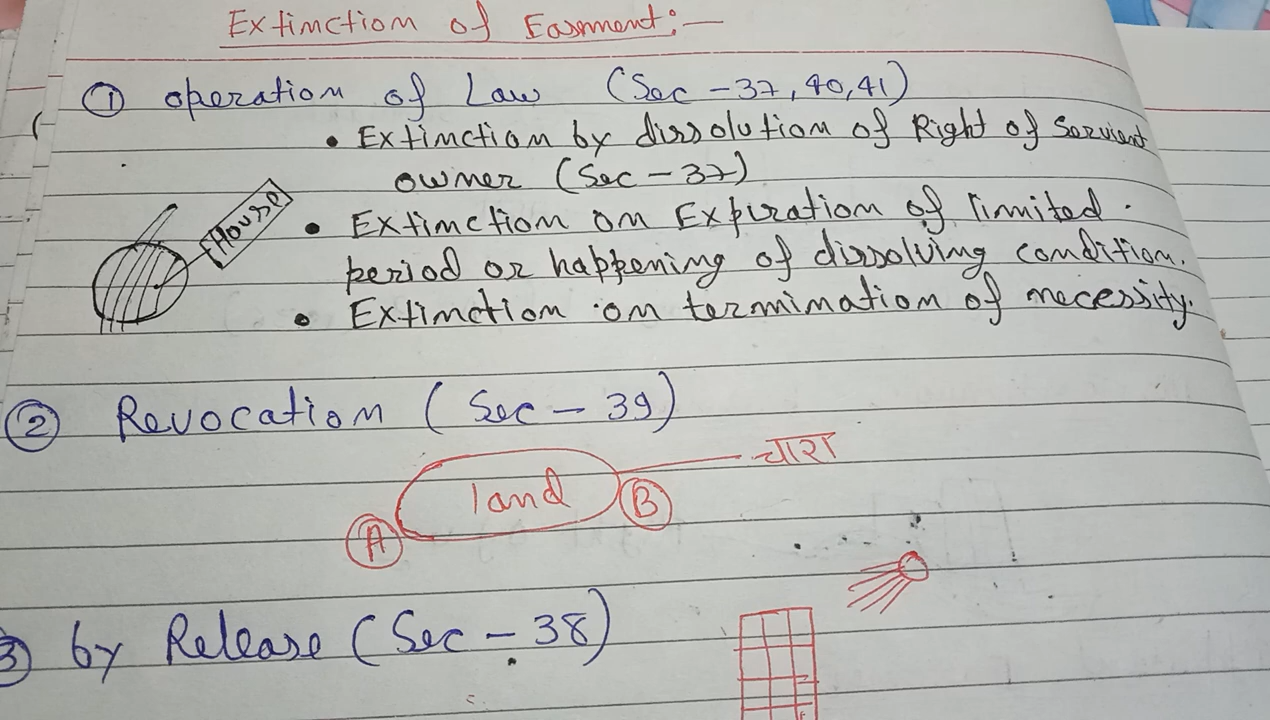 Extinction of Easnment:—
① operation of Law (Sec - 37, 40, 41)
• Extinction by dissolution of Right of Servient
owner (Sec - 37)
House
• Extinction on Expiration of limited
period or happening of dissolving condition.
• Extinction on termination of necessity.
② Revocation (Sec - 39)
चारा
land
A B
3 by Release (Sec - 38)